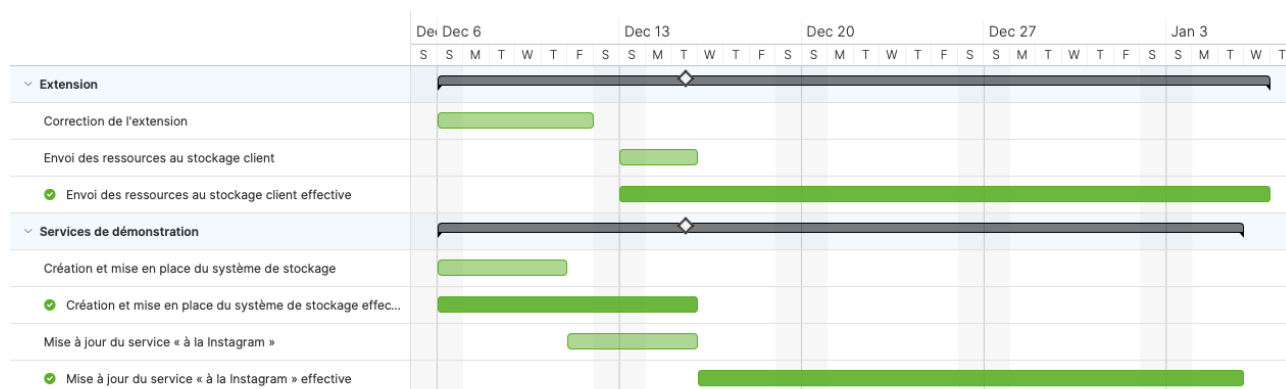 Dec Dec 6 Dec 13 Dec 20 Dec 27 Jan 3
S S M T W T F S S M T W T F S S M T W T F S S M T W T F S S M T W T
Extension
Correction de l'extension
Envoi des ressources au stockage client
Envoi des ressources au stockage client effective
Services de démonstration
Création et mise en place du système de stockage
Création et mise en place du système de stockage effec...
Mise à jour du service « à la Instagram »
Mise à jour du service « à la Instagram » effective